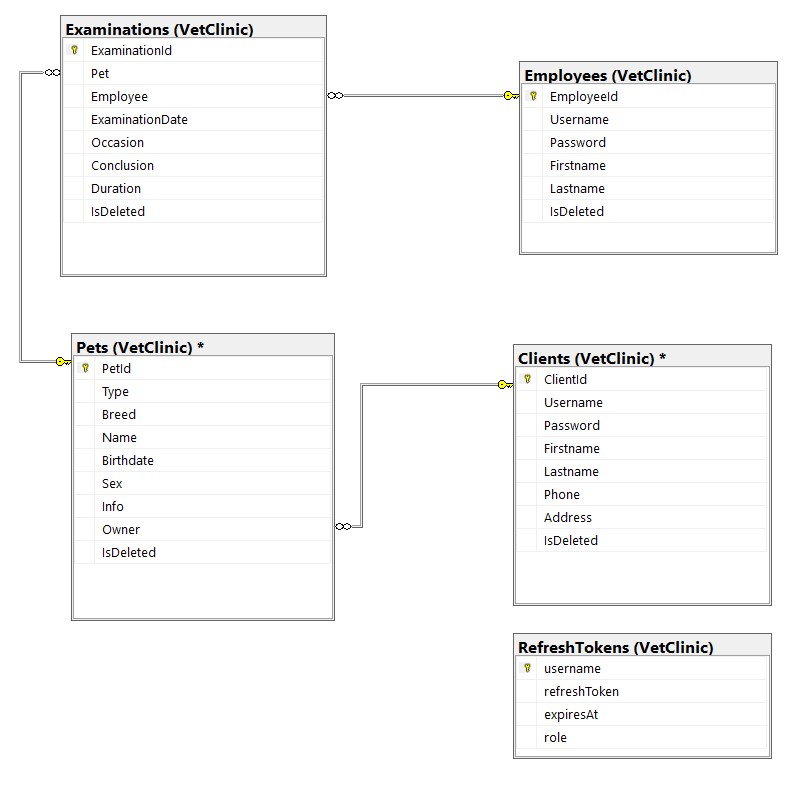 Examinations (VetClinic)
ExaminationId
Pet
Employee
ExaminationDate
Occasion
Conclusion
Duration
IsDeleted
Employees (VetClinic)
EmployeeId
Username
Password
Firstname
Lastname
IsDeleted
Pets (VetClinic) *
PetId
Type
Breed
Name
Birthdate
Sex
Info
Owner
IsDeleted
Clients (VetClinic) *
ClientId
Username
Password
Firstname
Lastname
Phone
Address
IsDeleted
RefreshTokens (VetClinic)
username
refreshToken
expiresAt
role